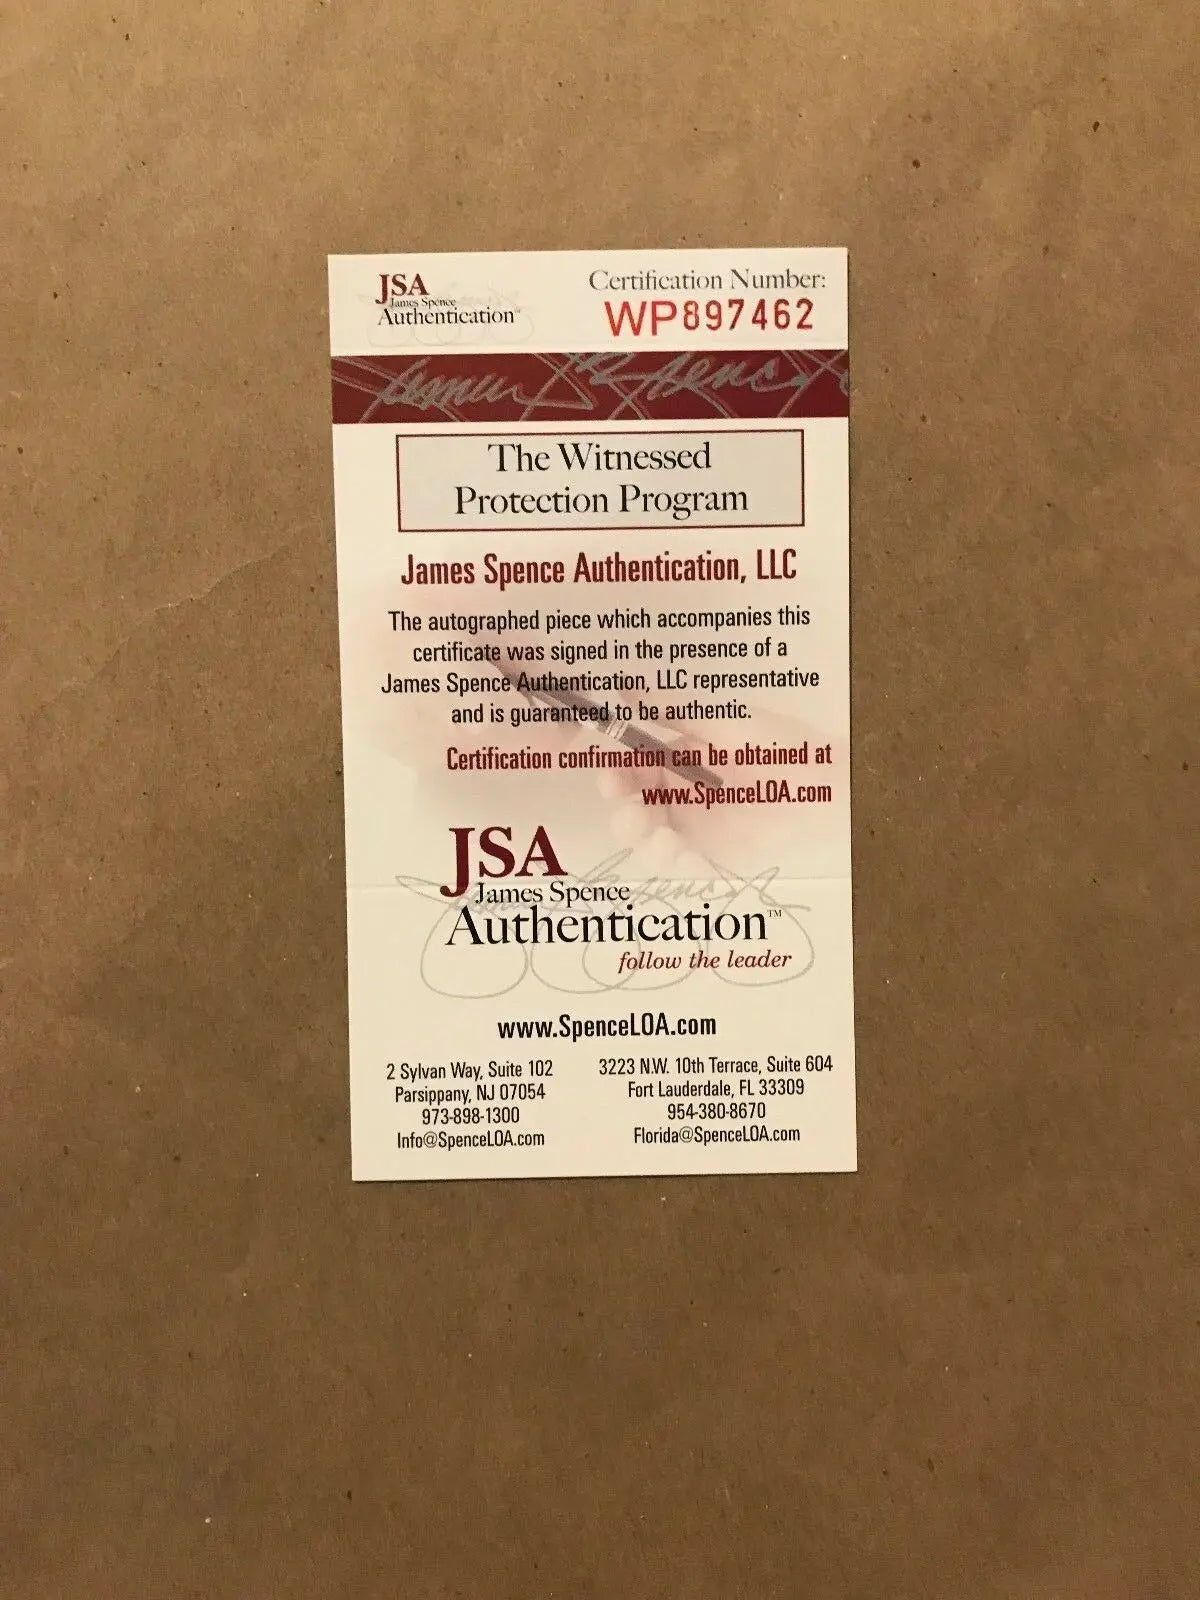 JSA
James Spence
Authentication™
Certification Number:
WP897462
James Spence
The Witnessed
Protection Program
James Spence Authentication, LLC
The autographed piece which accompanies this
certificate was signed in the presence of a
James Spence Authentication, LLC representative
and is guaranteed to be authentic.
Certification confirmation can be obtained at
www.SpenceLOA.com
JSA
James Spence
Authentication™
follow the leader
www.SpenceLOA.com
2 Sylvan Way, Suite 102
Parsippany, NJ 07054
973-898-1300
Info@SpenceLOA.com
3223 N.W. 10th Terrace, Suite 604
Fort Lauderdale, FL 33309
954-380-8670
Florida@SpenceLOA.com